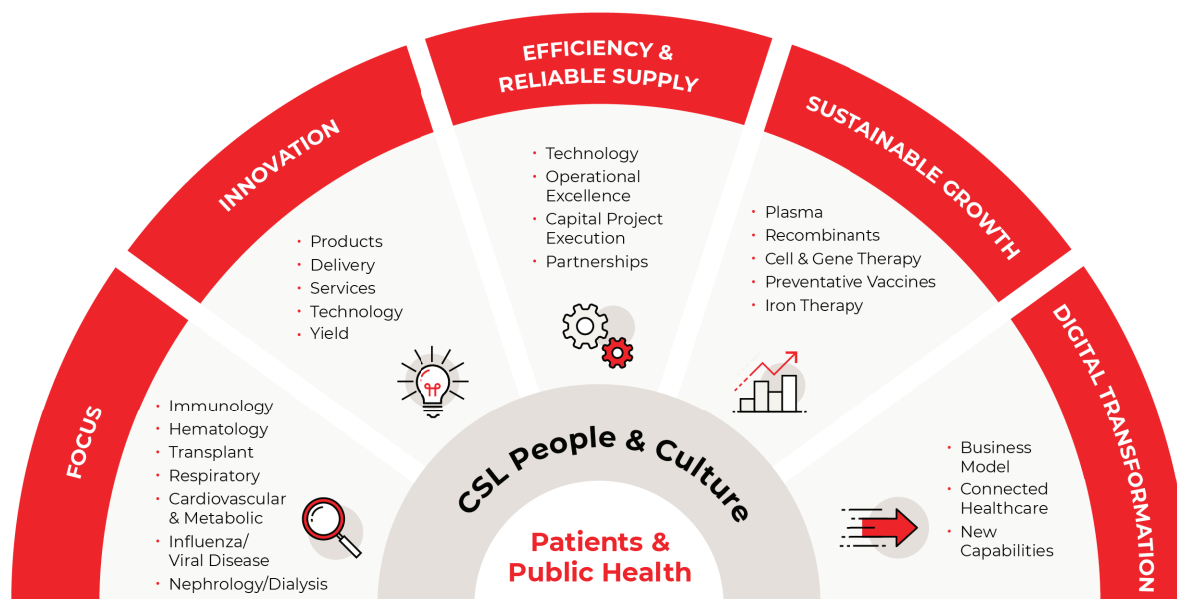 FOCUS
• Immunology
• Hematology
• Transplant
• Respiratory
• Cardiovascular
& Metabolic
• Influenza/
Viral Disease
• Nephrology/Dialysis
INNOVATION
• Products
• Delivery
• Services
• Technology
• Yield
EFFICIENCY &
RELIABLE SUPPLY
• Technology
• Operational
Excellence
• Capital Project
Execution
• Partnerships
SUSTAINABLE GROWTH
• Plasma
• Recombinants
• Cell & Gene Therapy
• Preventative Vaccines
• Iron Therapy
DIGITAL TRANSFORMATION
• Business
Model
• Connected
Healthcare
• New
Capabilities
CSL People & Culture
Patients &
Public Health